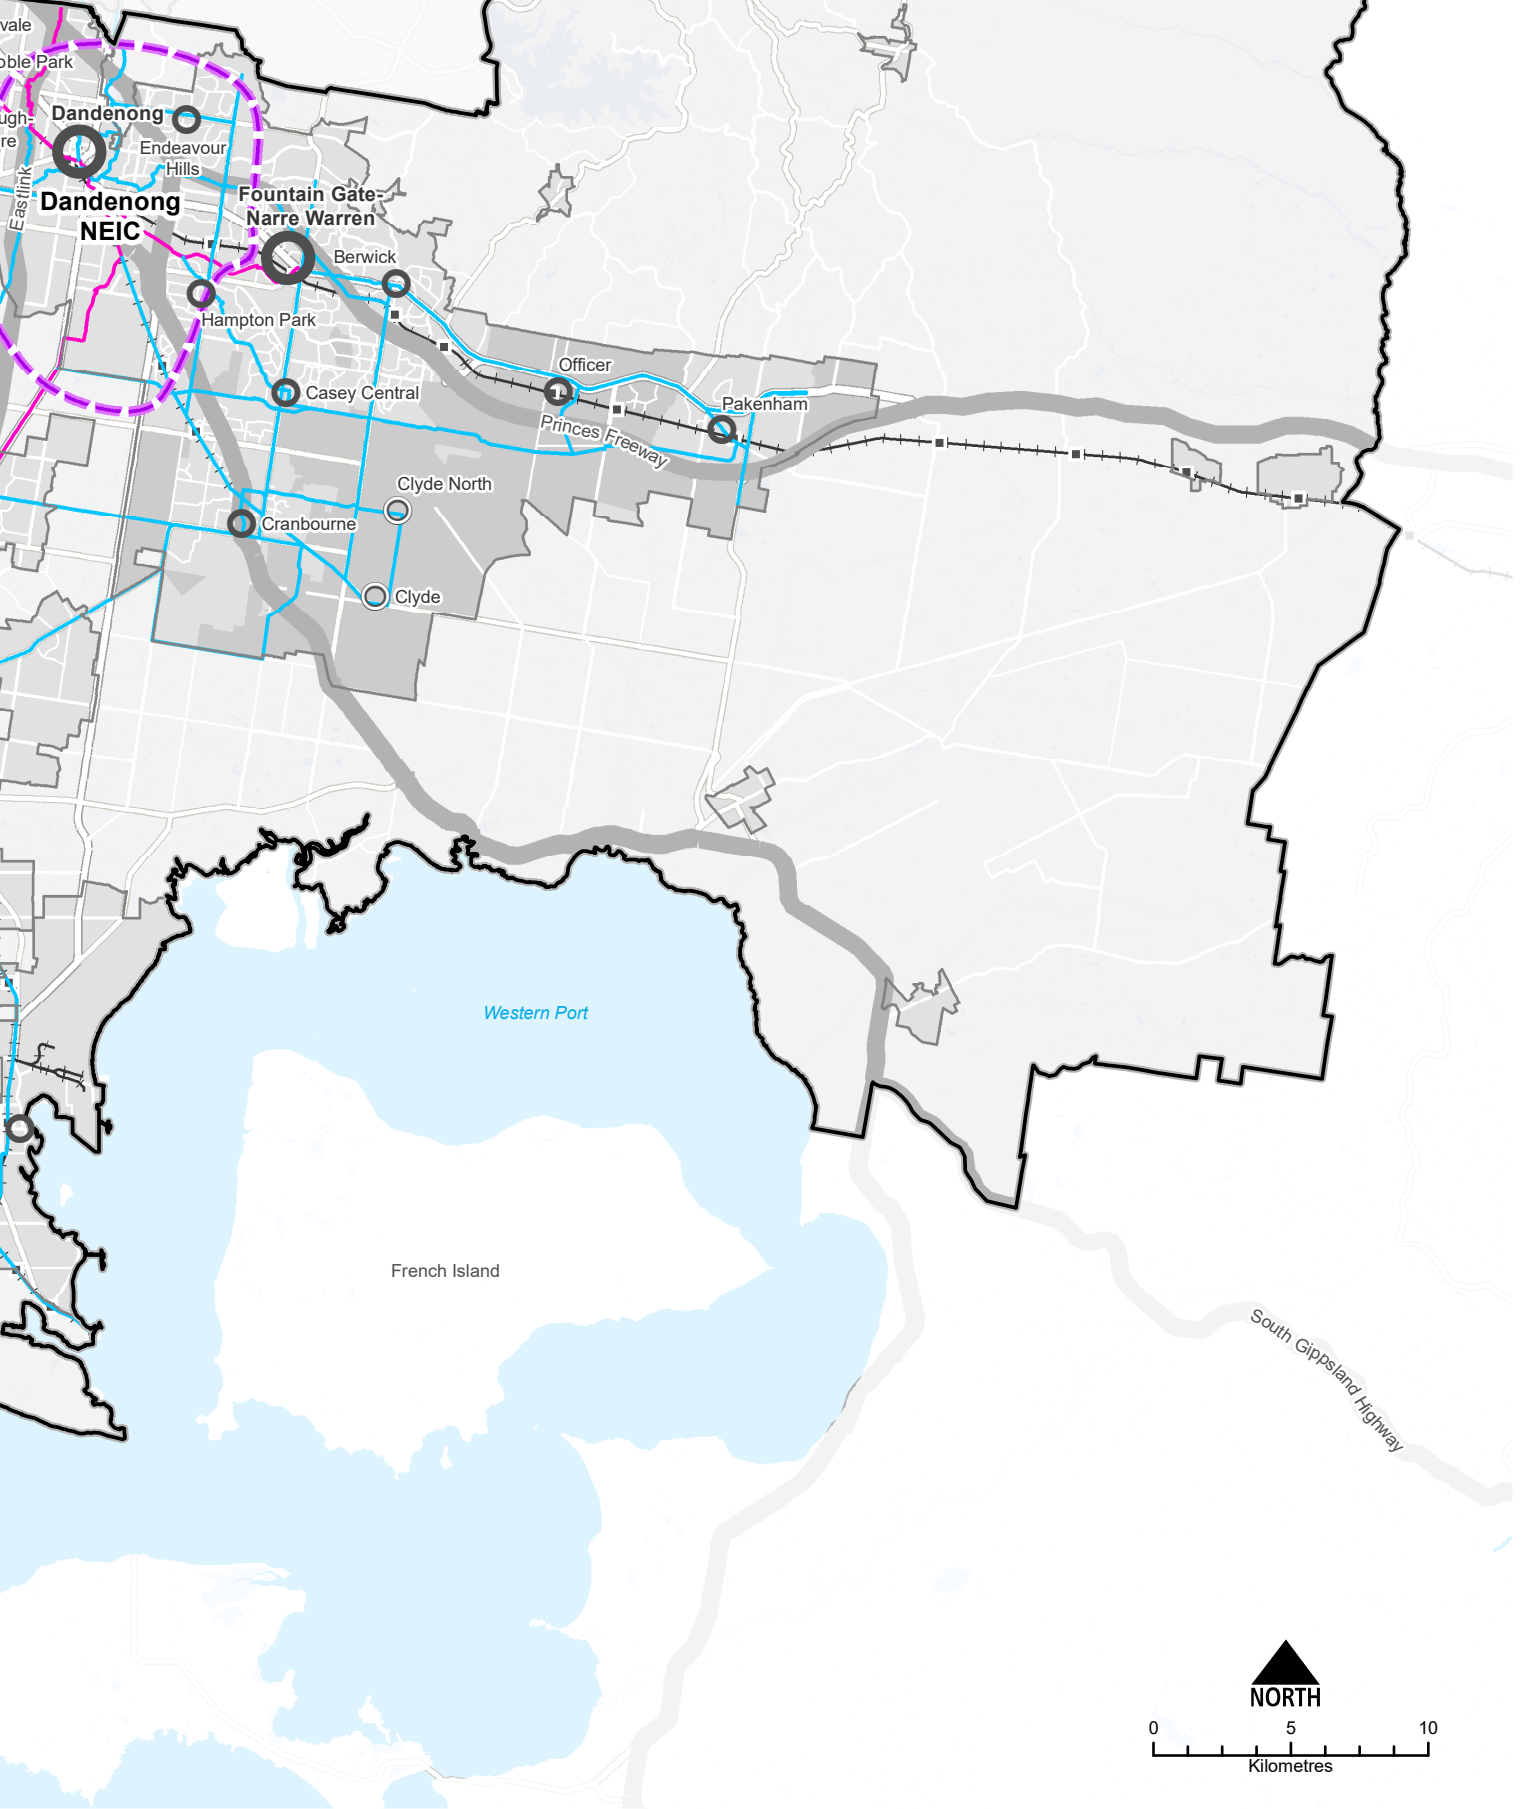 vale
oble Park
ugh-
re
Dandenong
Endeavour
Hills
Eastlink
Dandenong
NEIC
Fountain Gate-
Narre Warren
Berwick
Hampton Park
Officer
Casey Central
Pakenham
Princes Freeway
Clyde North
Cranbourne
Clyde
Western Port
French Island
South Gippsland Highway
NORTH
0 5 10
Kilometres